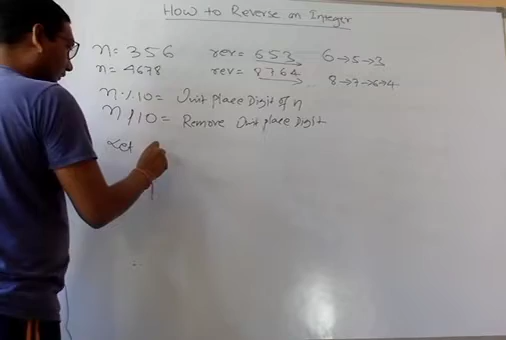 How to Reverse an Integer
n = 356 rev = 653 6→5→3
n = 4678 rev = 8764 8→7→6→4
n % 10 = Unit place Digit of n
n / 10 = Remove Unit place Digit
Let